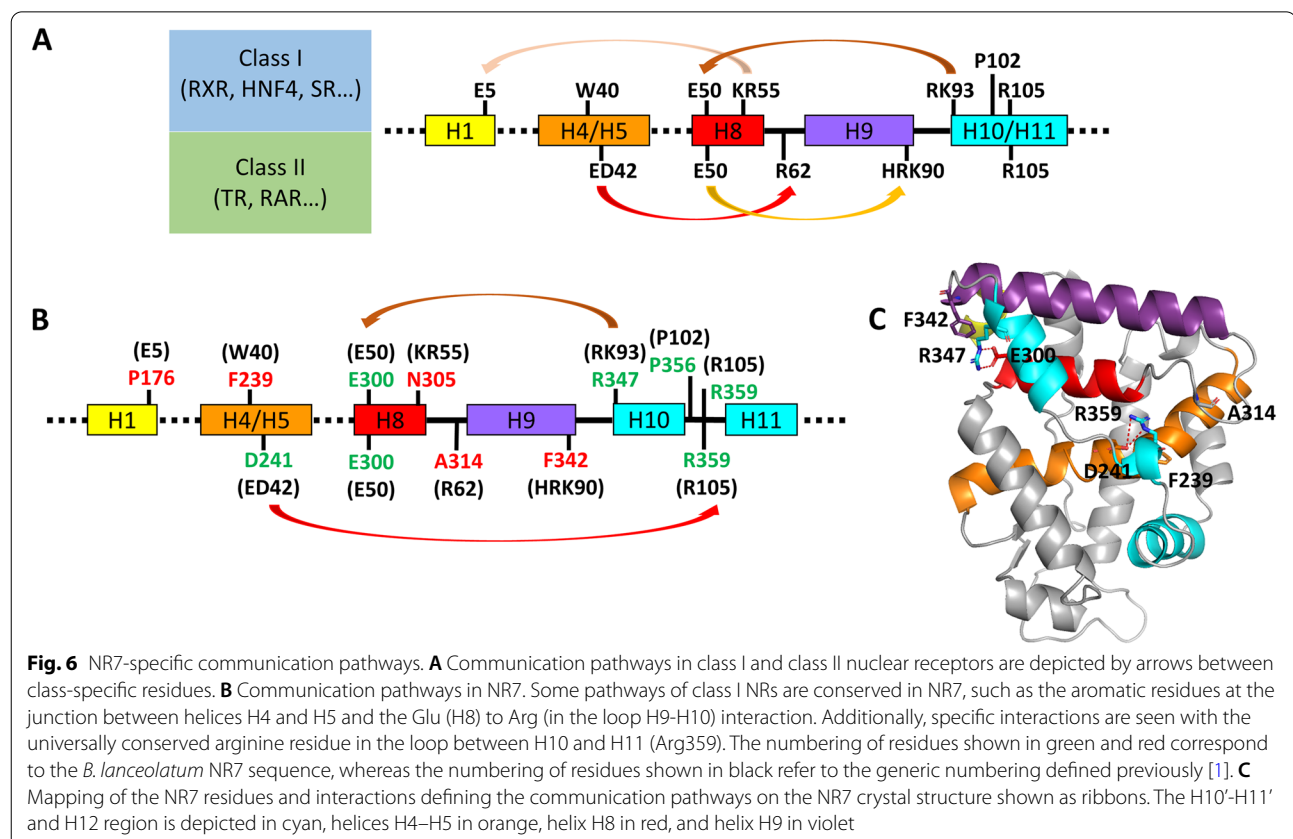 A
Class I
(RXR, HNF4, SR...)
Class II
(TR, RAR...)
E5 W40 E50 KR55 RK93 P102 R105
H1 H4/H5 H8 H9 H10/H11
ED42 E50 R62 HRK90 R105
B
(E5) (W40) (E50) (KR55) (RK93) (P102) (R105)
P176 F239 E300 N305 R347 P356 R359
H1 H4/H5 H8 H9 H10 H11
D241 E300 A314 F342 R359
(ED42) (E50) (R62) (HRK90) (R105)
C
F342
R347 E300
R359 A314
D241 F239
Fig. 6 NR7-specific communication pathways. A Communication pathways in class I and class II nuclear receptors are depicted by arrows between
class-specific residues. B Communication pathways in NR7. Some pathways of class I NRs are conserved in NR7, such as the aromatic residues at the
junction between helices H4 and H5 and the Glu (H8) to Arg (in the loop H9-H10) interaction. Additionally, specific interactions are seen with the
universally conserved arginine residue in the loop between H10 and H11 (Arg359). The numbering of residues shown in green and red correspond
to the B. lanceolatum NR7 sequence, whereas the numbering of residues shown in black refer to the generic numbering defined previously [1]. C
Mapping of the NR7 residues and interactions defining the communication pathways on the NR7 crystal structure shown as ribbons. The H10′-H11′
and H12 region is depicted in cyan, helices H4–H5 in orange, helix H8 in red, and helix H9 in violet